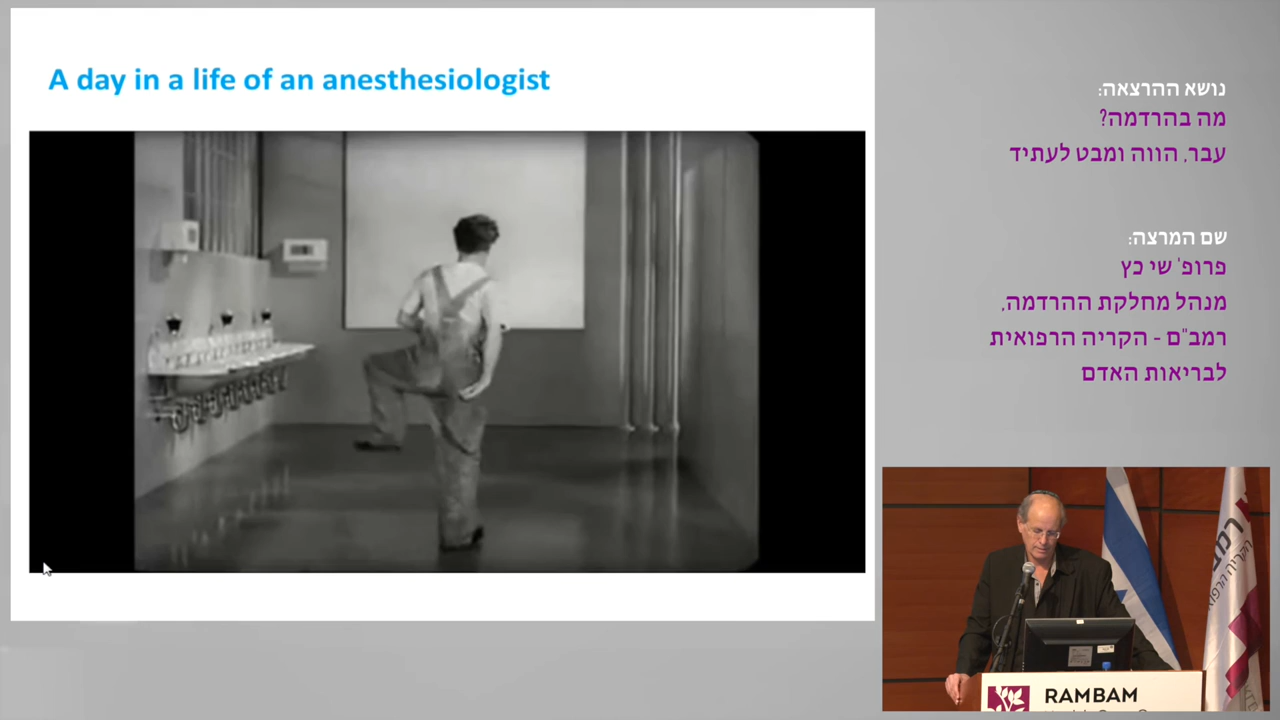 A day in a life of an anesthesiologist
נושא ההרצאה:
מה בהרדמה?
עבר, הווה ומבט לעתיד
שם המרצה:
פרופ' שי כץ
מנהל מחלקת ההרדמה,
רמב"ם - הקריה הרפואית
לבריאות האדם
RAMBAM